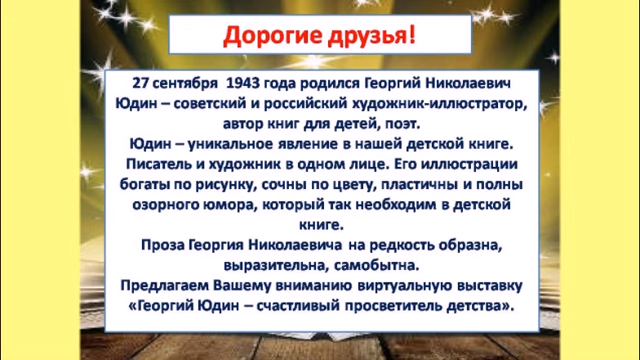 Дорогие друзья!
27 сентября 1943 года родился Георгий Николаевич
Юдин – советский и российский художник-иллюстратор,
автор книг для детей, поэт.
Юдин – уникальное явление в нашей детской книге.
Писатель и художник в одном лице. Его иллюстрации
богаты по рисунку, сочны по цвету, пластичны и полны
озорного юмора, который так необходим в детской
книге.
Проза Георгия Николаевича на редкость образна,
выразительна, самобытна.
Предлагаем Вашему вниманию виртуальную выставку
«Георгий Юдин – счастливый просветитель детства».